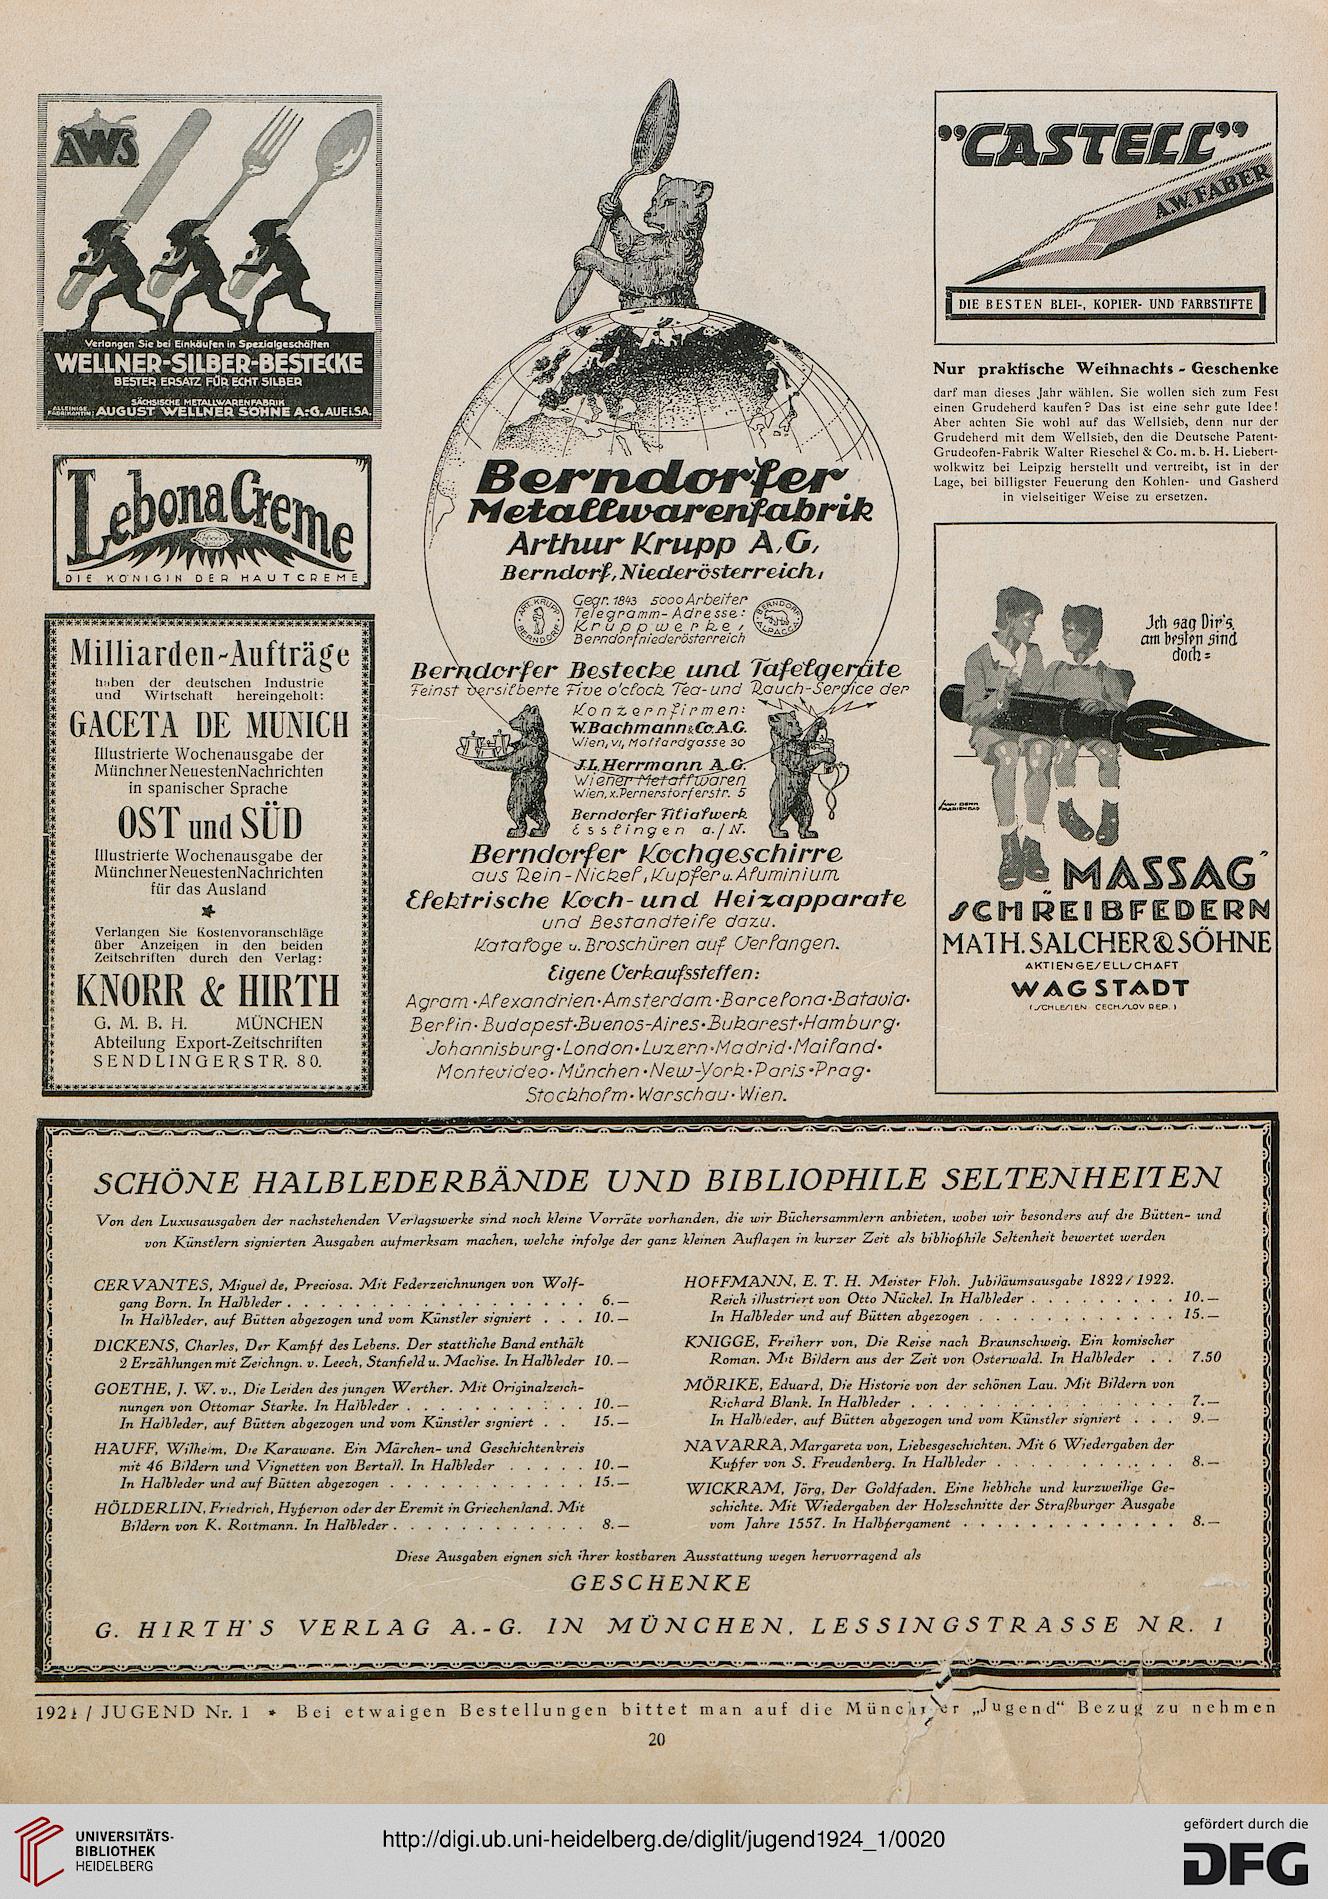 AWS
Verlangen Sie bei Einkäufen in Spezialgeschäften
WELLNER-SILBER-BESTECKE
BESTER ERSATZ FÜR ECHT SILBER
SÄCHSISCHE METALLWARENFABRIK
ALLEINIGE FABRIKANTIN: AUGUST WELLNER SÖHNE A.-G. AUE I. SA.
Lebona Creme
DIE KÖNIGIN DER HAUTCREME
Milliarden-Aufträge
haben der deutschen Industrie
und Wirtschaft hereingeholt:
GACETA DE MUNICH
Illustrierte Wochenausgabe der
Münchner Neuesten Nachrichten
in spanischer Sprache
OST und SÜD
Illustrierte Wochenausgabe der
Münchner Neuesten Nachrichten
für das Ausland
Verlangen Sie Kostenvoranschläge
über Anzeigen in den beiden
Zeitschriften durch den Verlag:
KNORR & HIRTH
G. M. B. H. MÜNCHEN
Abteilung Export-Zeitschriften
SENDLINGERSTR. 80.
Berndorfer
Metallwarenfabrik
Arthur Krupp A.G.
Berndorf, Niederösterreich,
ART. KRUPP BERNDORF
Gegr. 1843 5000 Arbeiter
Telegramm-Adresse:
Kruppwerke,
Berndorfniederösterreich
BERNDORF ALPACCA
Berndorfer Bestecke und Tafelgeräte
Feinst versilberte Five o'clock Tea- und Rauch-Service der
Konzernfirmen:
W. Bachmann & Co. A.G.
Wien, VI, Mollardgasse 30
J. L. Herrmann A.G.
Wiener Metallwaren
Wien, X. Pernerstorferstr. 5
Berndorfer Filialwerk
Esslingen a./N.
Berndorfer Kochgeschirre
aus Rein-Nickel, Kupfer u. Aluminium
Elektrische Koch- und Heizapparate
und Bestandteile dazu.
Kataloge u. Broschüren auf Verlangen.
Eigene Verkaufsstellen:
Agram • Alexandrien • Amsterdam • Barcelona • Batavia •
Berlin • Budapest • Buenos-Aires • Bukarest • Hamburg •
Johannisburg • London • Luzern • Madrid • Mailand •
Montevideo • München • New-York • Paris • Prag •
Stockholm • Warschau • Wien.
"CASTELL"
A.W. FABER
DIE BESTEN BLEI-, KOPIER- UND FARBSTIFTE
Nur praktische Weihnachts-Geschenke
darf man dieses Jahr wählen. Sie wollen sich zum Fest
einen Grudeherd kaufen? Das ist eine sehr gute Idee!
Aber achten Sie wohl auf das Wellsieb, denn nur der
Grudeherd mit dem Wellsieb, den die Deutsche Patent-
Grudeofen-Fabrik Walter Rieschel & Co. m. b. H. Liebert-
wolkwitz bei Leipzig herstellt und vertreibt, ist in der
Lage, bei billigster Feuerung den Kohlen- und Gasherd
in vielseitiger Weise zu ersetzen.
Ich sag Dir's,
am besten sind
doch:
"MASSAG"
SCHREIBFEDERN
MATH. SALCHER & SÖHNE
AKTIENGESELLSCHAFT
WAGSTADT
(SCHLESIEN CECHSLOV REP.)
SCHÖNE HALBLEDERBÄNDE UND BIBLIOPHILE SELTENHEITEN
Von den Luxusausgaben der nachstehenden Verlagswerke sind noch kleine Vorräte vorhanden, die wir Büchersammlern anbieten, wobei wir besonders auf die Bütten- und
von Künstlern signierten Ausgaben aufmerksam machen, welche infolge der ganz kleinen Auflagen in kurzer Zeit als bibliophile Seltenheit bewertet werden
CERVANTES, Miguel de, Preciosa. Mit Federzeichnungen von Wolf-
gang Born. In Halbleder . . . 6.—
In Halbleder, auf Bütten abgezogen und vom Künstler signiert . . . 10.—
DICKENS, Charles, Der Kampf des Lebens. Der stattliche Band enthält
2 Erzählungen mit Zeichngn. v. Leech, Stanfield u. Maclise. In Halbleder 10.—
GOETHE, J. W. v., Die Leiden des jungen Werther. Mit Originalzeich-
nungen von Ottomar Starke. In Halbleder . . . 10.—
In Halbleder, auf Bütten abgezogen und vom Künstler signiert . . 15.—
HAUFF, Wilhelm, Die Karawane. Ein Märchen- und Geschichtenkreis
mit 46 Bildern und Vignetten von Bertall. In Halbleder . . . 10.—
In Halbleder und auf Bütten abgezogen . . . 15.—
HÖLDERLIN, Friedrich, Hyperion oder der Eremit in Griechenland. Mit
Bildern von K. Rottmann. In Halbleder . . . 8.—
HOFFMANN, E. T. H. Meister Floh. Jubiläumsausgabe 1822/1922.
Reich illustriert von Otto Nückel. In Halbleder . . . 10.—
In Halbleder und auf Bütten abgezogen . . . 15.—
KNIGGE, Freiherr von, Die Reise nach Braunschweig. Ein komischer
Roman. Mit Bildern aus der Zeit von Osterwald. In Halbleder . . 7.50
MÖRIKE, Eduard, Die Historie von der schönen Lau. Mit Bildern von
Richard Blank. In Halbleder . . . 7.—
In Halbleder, auf Bütten abgezogen und vom Künstler signiert . . . 9.—
NAVARRA, Margareta von, Liebesgeschichten. Mit 6 Wiedergaben der
Kupfer von S. Freudenberg. In Halbleder . . . 8.—
WICKRAM, Jörg, Der Goldfaden. Eine liebliche und kurzweilige Ge-
schichte. Mit Wiedergaben der Holzschnitte der Straßburger Ausgabe
vom Jahre 1557. In Halbpergament . . . 8.—
Diese Ausgaben eignen sich ihrer kostbaren Ausstattung wegen hervorragend als
GESCHENKE
G. HIRTH'S VERLAG A.-G. IN MÜNCHEN, LESSINGSTRASSE NR. 1
1924 / JUGEND Nr. 1 * Bei etwaigen Bestellungen bittet man auf die Münchner „Jugend“ Bezug zu nehmen
20
UNIVERSITÄTS-
BIBLIOTHEK
HEIDELBERG
http://digi.ub.uni-heidelberg.de/diglit/jugend1924_1/0020
gefördert durch die
DFG